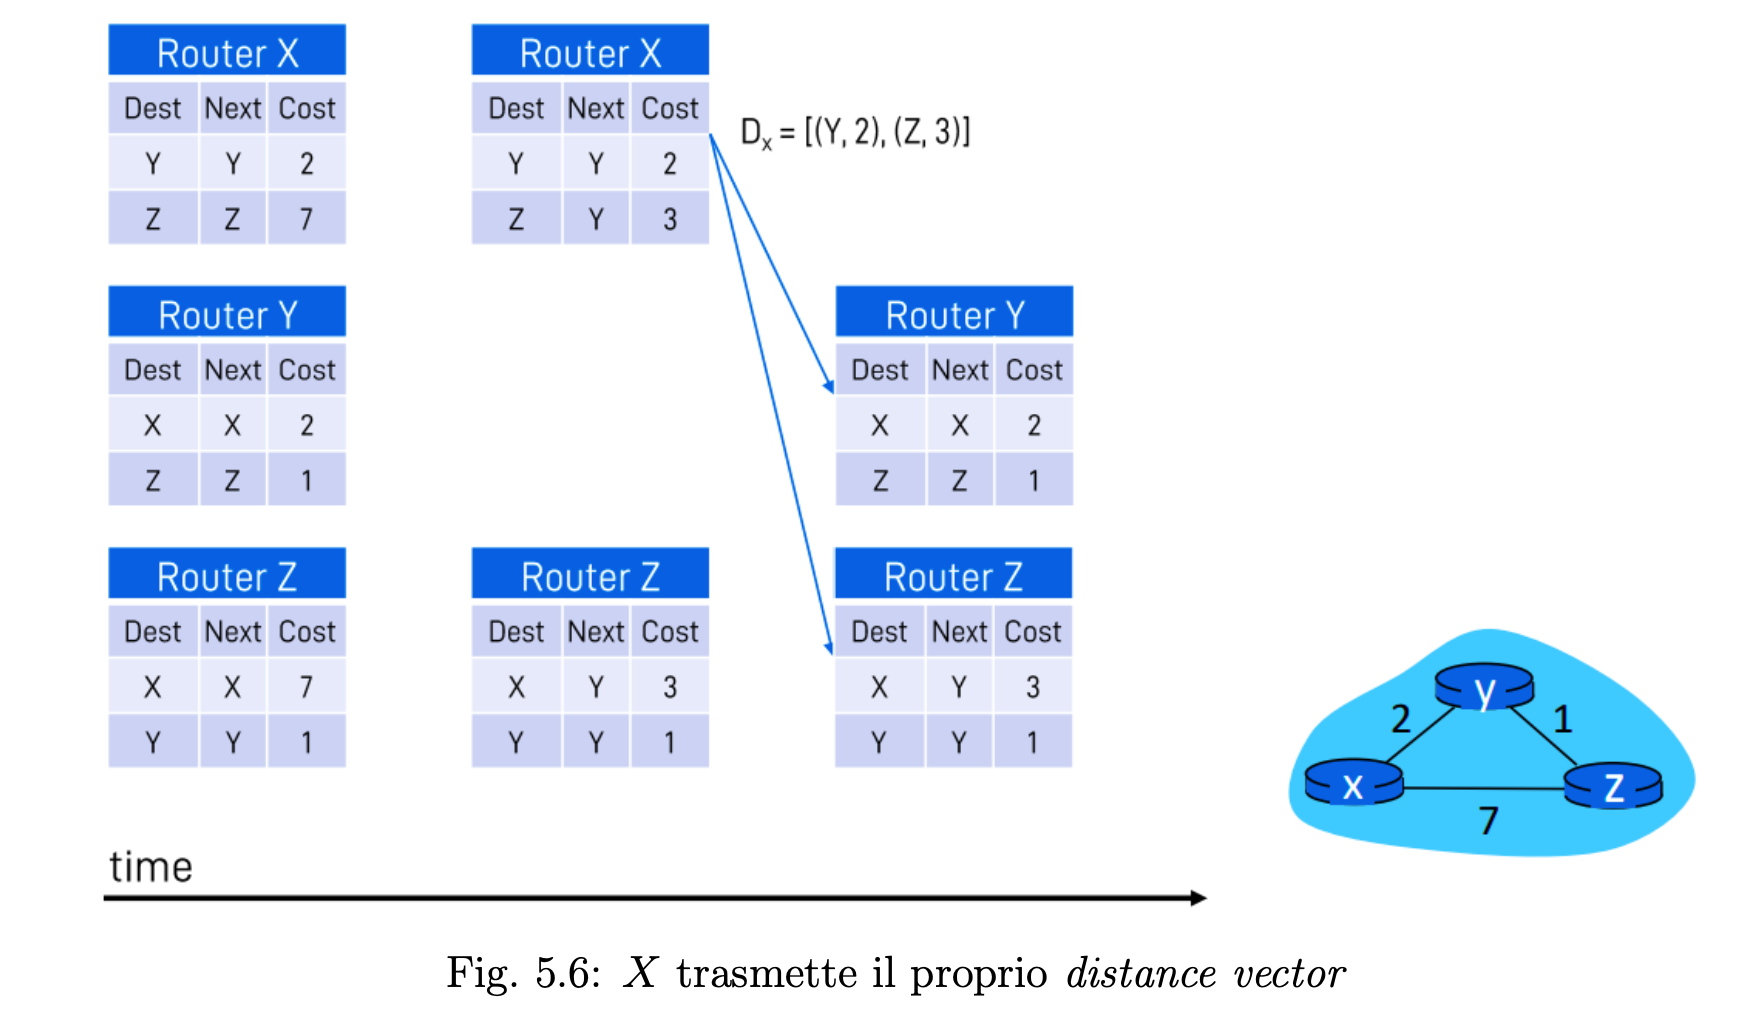 Router X
Dest Next Cost
Y Y 2
Z Z 7
Router X
Dest Next Cost
Y Y 2
Z Y 3
Dx = [(Y, 2), (Z, 3)]
Router Y
Dest Next Cost
X X 2
Z Z 1
Router Y
Dest Next Cost
X X 2
Z Z 1
Router Z
Dest Next Cost
X X 7
Y Y 1
Router Z
Dest Next Cost
X Y 3
Y Y 1
Router Z
Dest Next Cost
X Y 3
Y Y 1
y
2 1
x z
7
time
Fig. 5.6: X trasmette il proprio distance vector